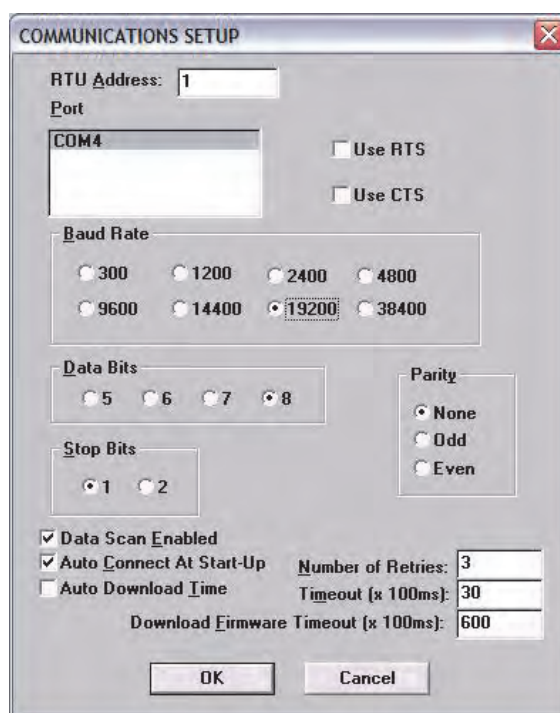 COMMUNICATIONS SETUP
RTU Address: 1
Port
COM4
Use RTS
Use CTS
Baud Rate
300 1200 2400 4800
9600 14400 19200 38400
Data Bits
5 6 7 8
Parity
None
Odd
Even
Stop Bits
1 2
Data Scan Enabled
Auto Connect At Start-Up
Auto Download Time
Number of Retries: 3
Timeout (x 100ms): 30
Download Firmware Timeout (x 100ms): 600
OK Cancel